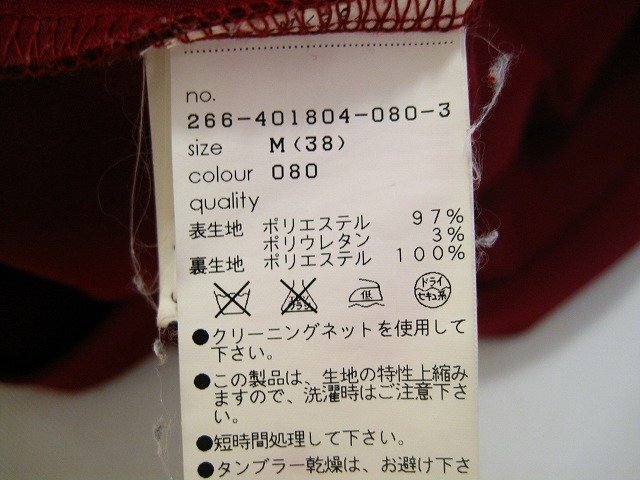 no.
266-401804-080-3
size M(38)
colour 080
quality
表生地 ポリエステル 97%
ポリウレタン 3%
裏生地 ポリエステル 100%
低
ドライ
セキユ系
●クリーニングネットを使用して
下さい。
●この製品は、生地の特性上縮み
ますので、洗濯時はご注意下さ
い。
●短時間処理して下さい。
●タンブラー乾燥は、お避け下さ